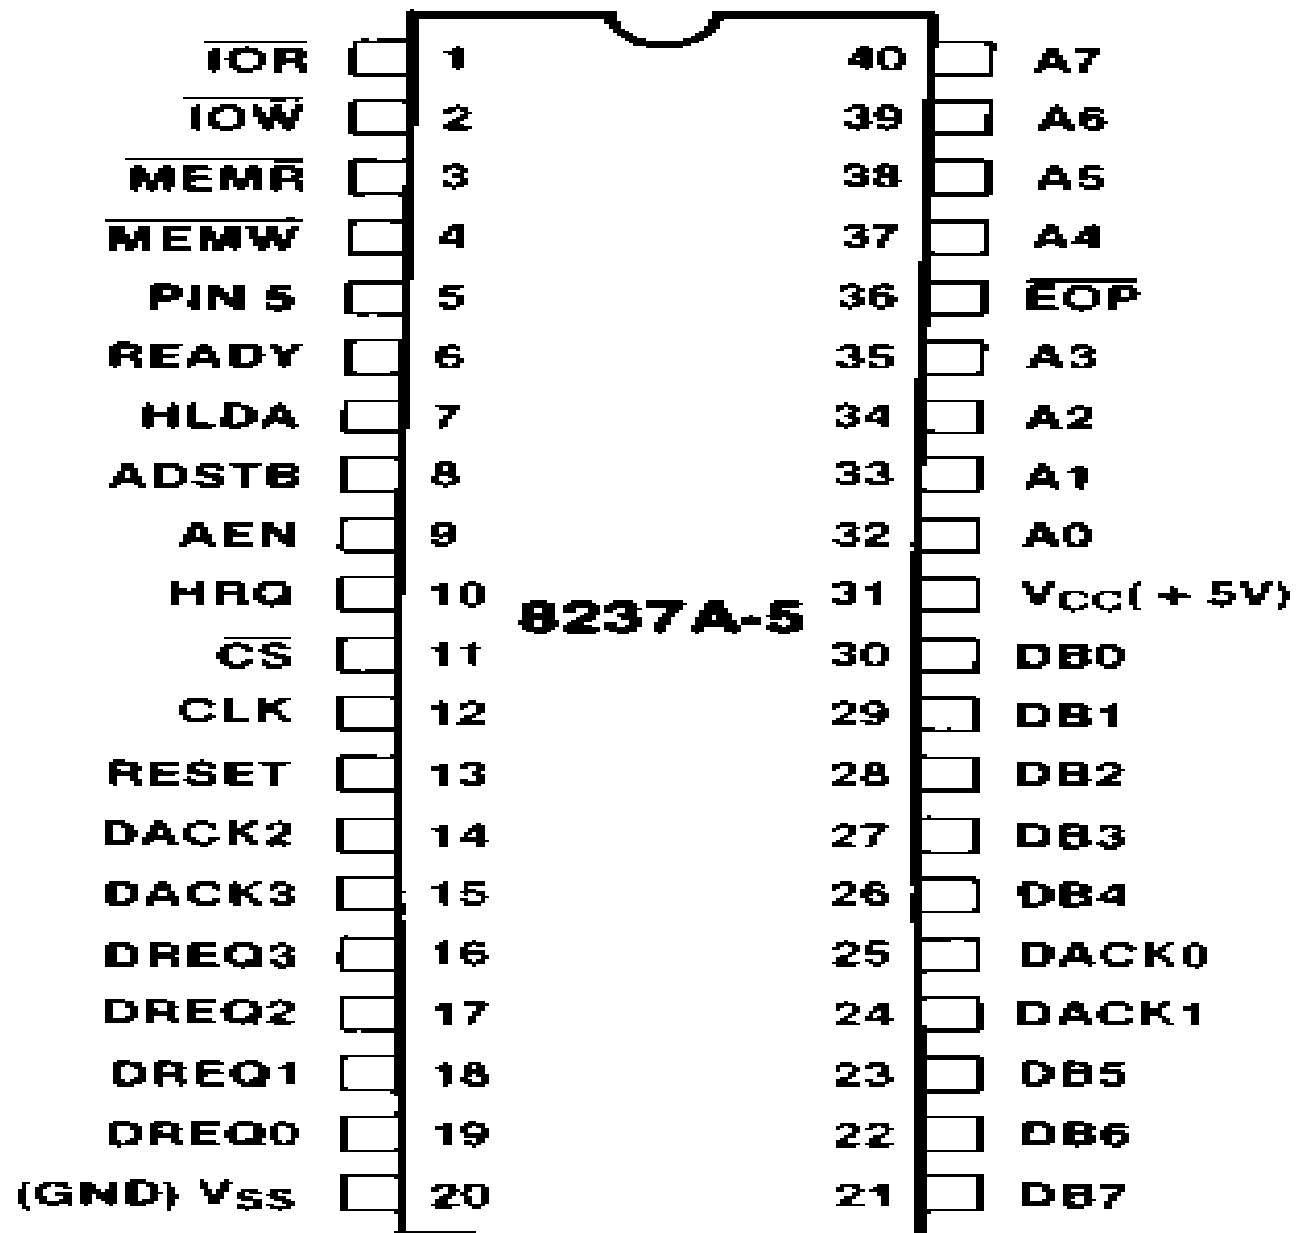 IOR 1 40 A7
IOW 2 39 A6
MEMR 3 38 A5
MEMW 4 37 A4
PIN 5 5 36 EOP
READY 6 35 A3
HLDA 7 34 A2
ADSTB 8 33 A1
AEN 9 32 A0
HRQ 10 31 VCC(+5V)
8237A-5
CS 11 30 DB0
CLK 12 29 DB1
RESET 13 28 DB2
DACK2 14 27 DB3
DACK3 15 26 DB4
DREQ3 16 25 DACK0
DREQ2 17 24 DACK1
DREQ1 18 23 DB5
DREQ0 19 22 DB6
(GND) VSS 20 21 DB7